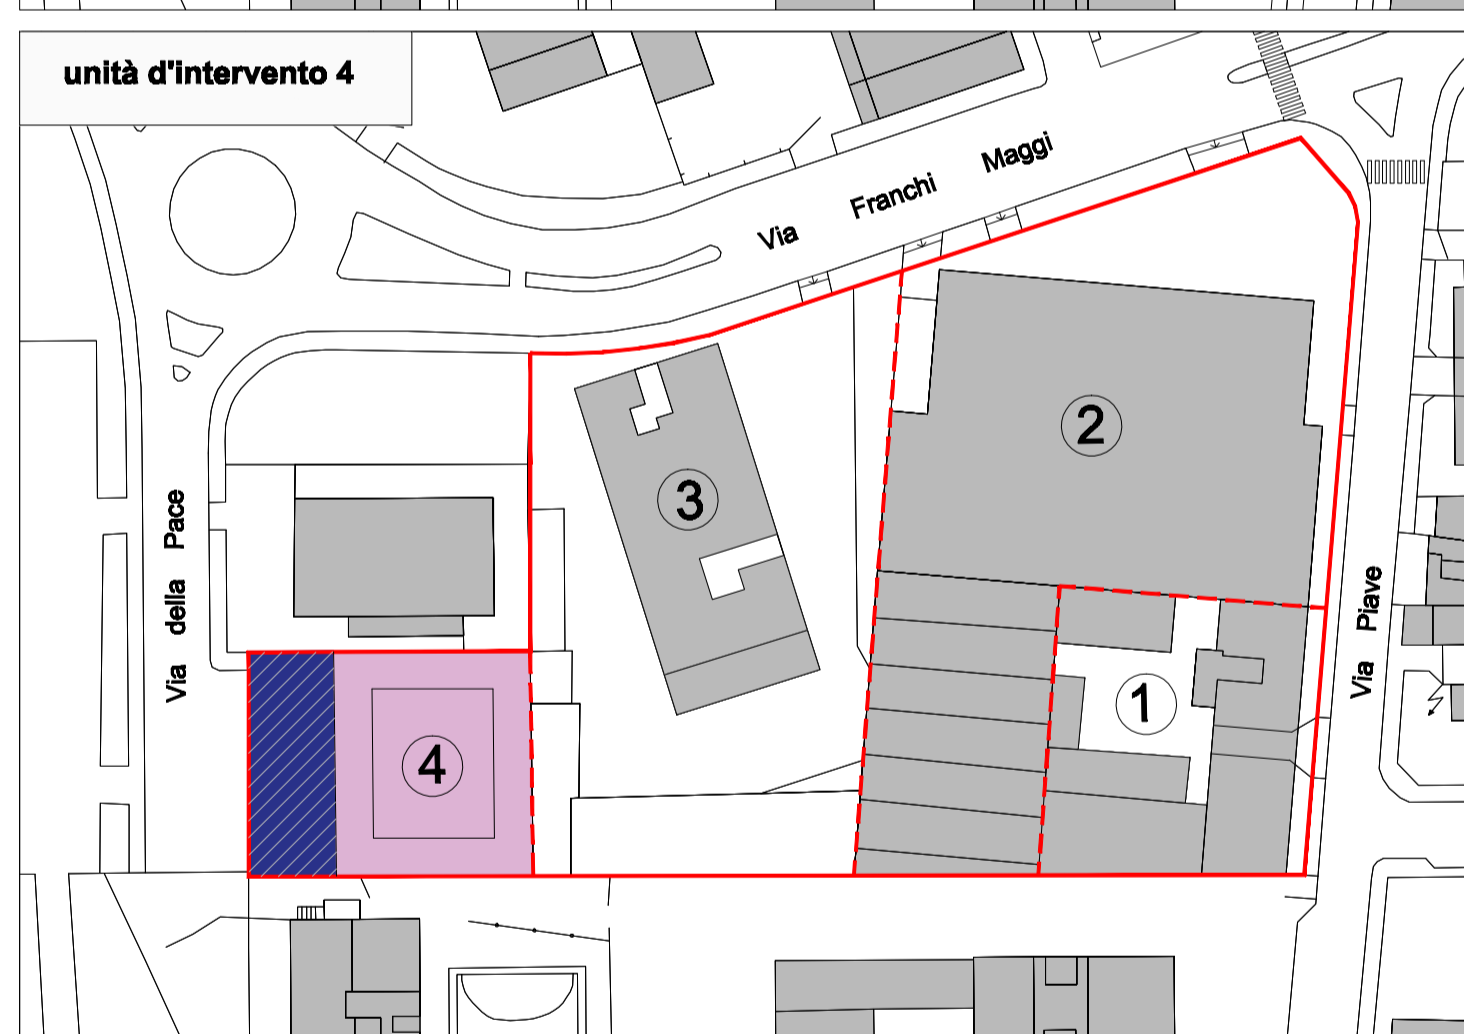 unità d'intervento 4
Via Franchi Maggi
2
3
Via della Pace
Via Piave
1
4